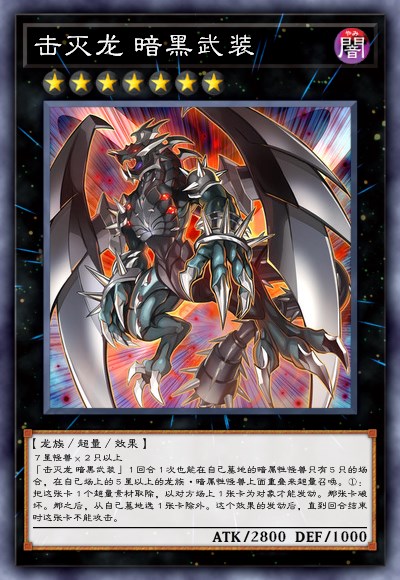 击灭龙 暗黑武装
やみ
闇
【龙族／超量／效果】
７星怪兽×２只以上
「击灭龙 暗黑武装」１回合１次也能在自己墓地的暗属性怪兽只有５只的场
合，在自己场上的５星以上的龙族·暗属性怪兽上面重叠来超量召唤。①：
把这张卡１个超量素材取除，以对方场上１张卡为对象才能发动。那张卡破
坏。那之后，从自己墓地选１张卡除外。这个效果的发动后，直到回合结束
时这张卡不能攻击。
ATK/2800 DEF/1000